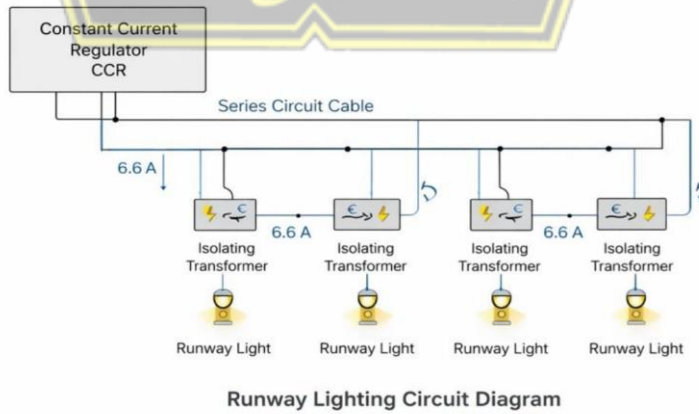 Constant Current
Regulator
CCR
Series Circuit Cable
6.6 A
6.6 A
6.6 A
Isolating
Transformer
Isolating
Transformer
Isolating
Transformer
Isolating
Transformer
Runway Light
Runway Light
Runway Light
Runway Light
Runway Lighting Circuit Diagram